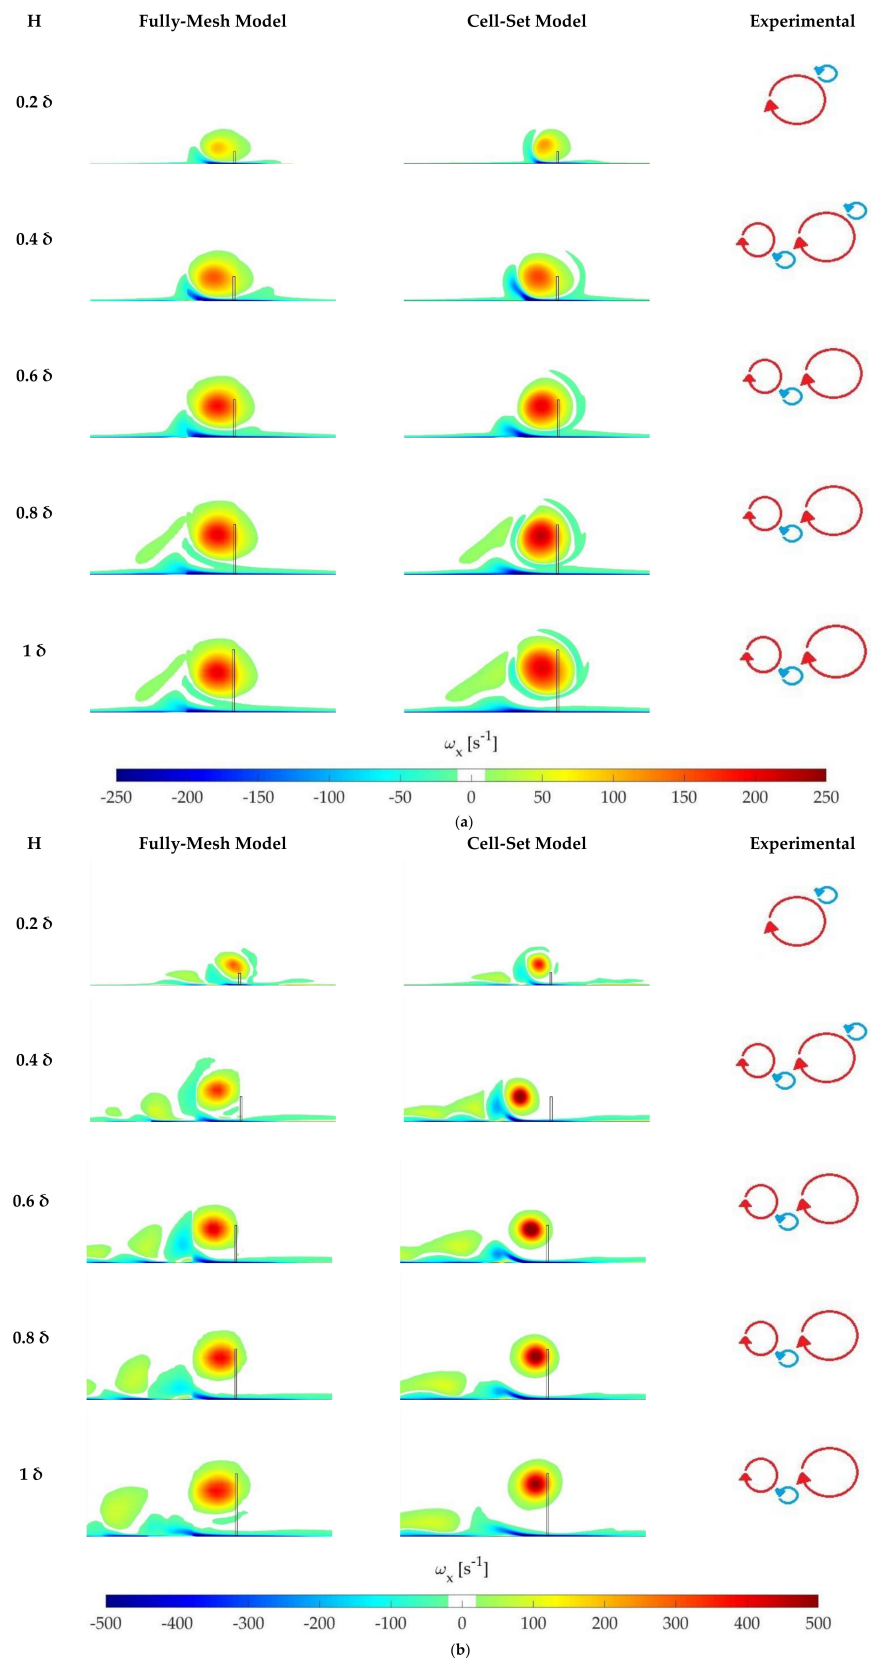 H Fully-Mesh Model Cell-Set Model Experimental
0.2 δ
0.4 δ
0.6 δ
0.8 δ
1 δ
ωx [s-1]
-250 -200 -150 -100 -50 0 50 100 150 200 250
(a)
H Fully-Mesh Model Cell-Set Model Experimental
0.2 δ
0.4 δ
0.6 δ
0.8 δ
1 δ
ωx [s-1]
-500 -400 -300 -200 -100 0 100 200 300 400 500
(b)